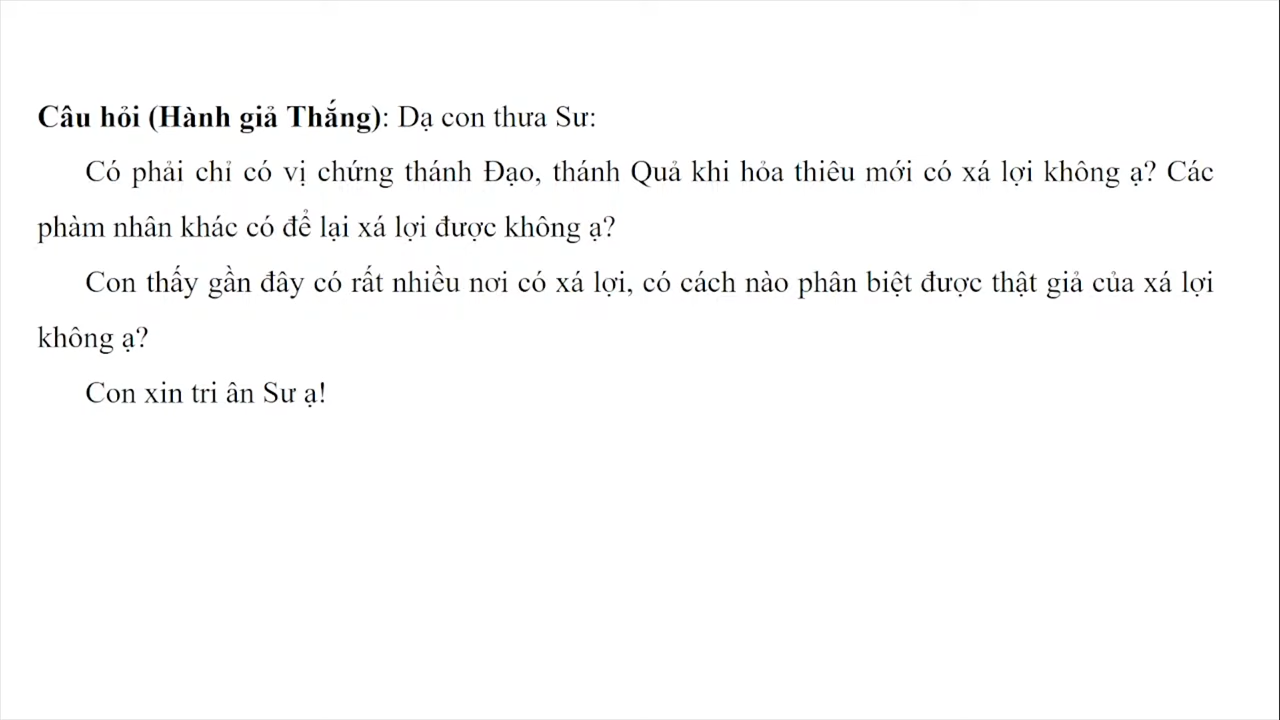 Câu hỏi (Hành giả Thắng): Dạ con thưa Sư:
Có phải chỉ có vị chứng thánh Đạo, thánh Quả khi hỏa thiêu mới có xá lợi không ạ? Các
phàm nhân khác có để lại xá lợi được không ạ?
Con thấy gần đây có rất nhiều nơi có xá lợi, có cách nào phân biệt được thật giả của xá lợi
không ạ?
Con xin tri ân Sư ạ!